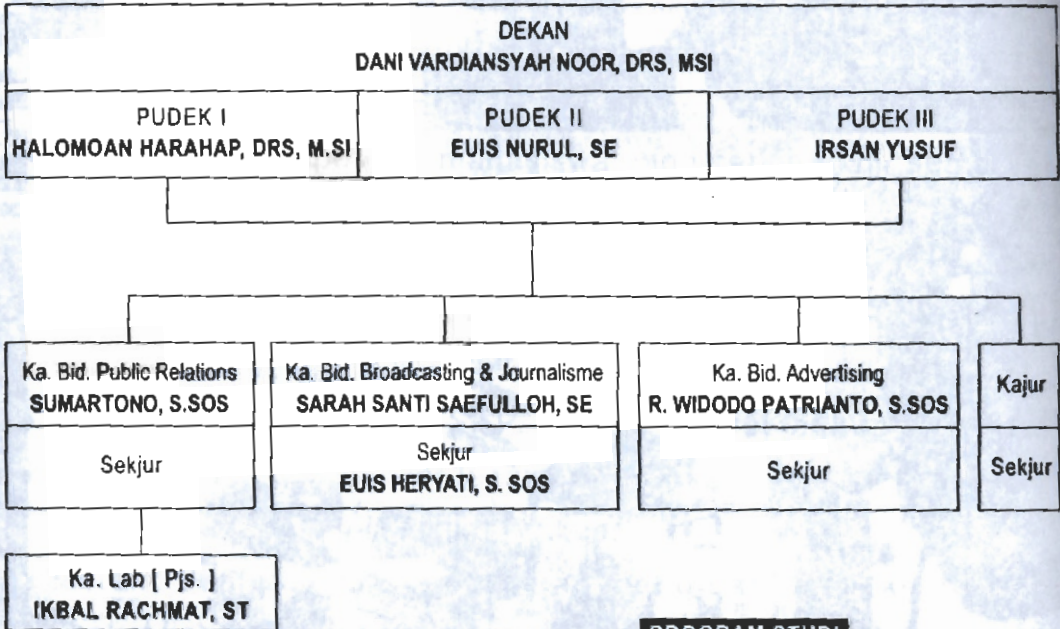 DEKAN
DANI VARDIANSYAH NOOR, DRS, MSI
PUDEK I
HALOMOAN HARAHAP, DRS, M.SI
PUDEK II
EUIS NURUL, SE
PUDEK III
IRSAN YUSUF
Ka. Bid. Public Relations
SUMARTONO, S.SOS
Sekjur
Ka. Bid. Broadcasting & Journalisme
SARAH SANTI SAEFULLOH, SE
Sekjur
EUIS HERYATI, S. SOS
Ka. Bid. Advertising
R. WIDODO PATRIANTO, S.SOS
Sekjur
Kajur
Sekjur
Ka. Lab [ Pjs. ]
IKBAL RACHMAT, ST
PROGRAM STUDI